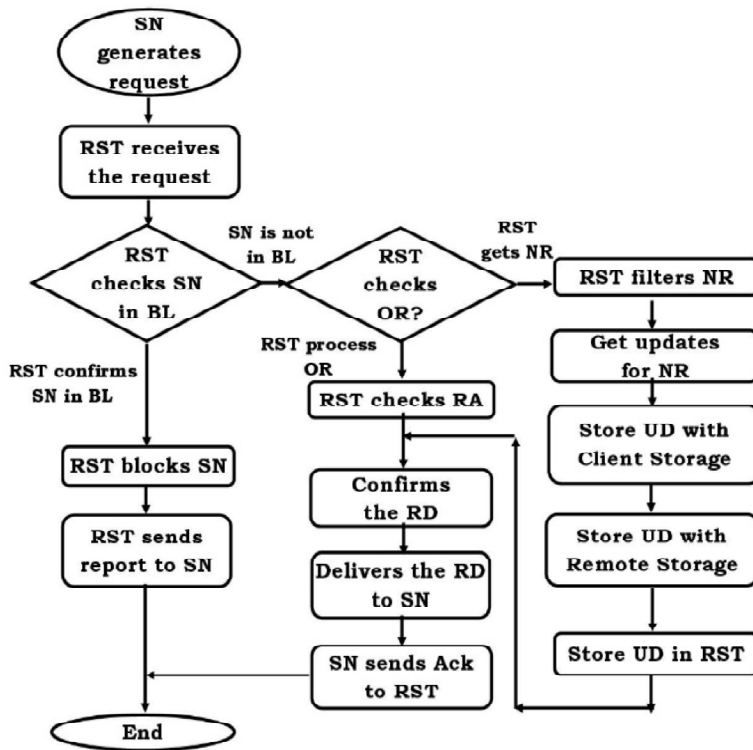 SN
generates
request
RST receives
the request
RST
checks SN
in BL
SN is not
in BL
RST
checks
OR?
RST
gets NR
RST filters NR
Get updates
for NR
Store UD with
Client Storage
Store UD with
Remote Storage
Store UD in RST
RST process
OR
RST checks RA
Confirms
the RD
Delivers the RD
to SN
SN sends Ack
to RST
RST confirms
SN in BL
RST blocks SN
RST sends
report to SN
End